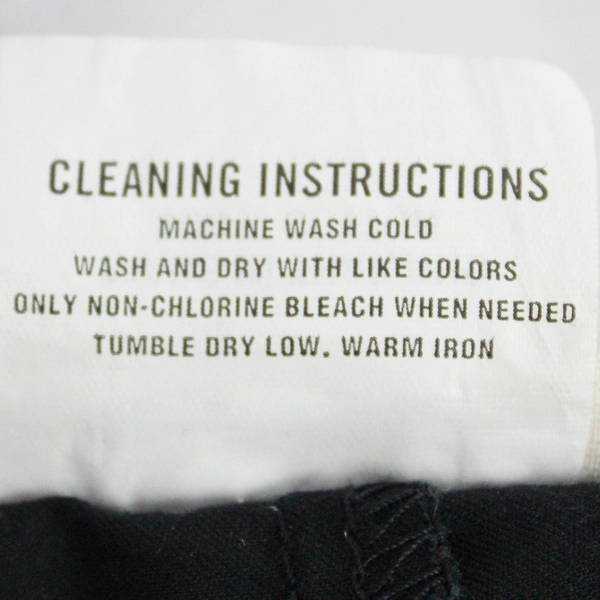 CLEANING INSTRUCTIONS
MACHINE WASH COLD
WASH AND DRY WITH LIKE COLORS
ONLY NON-CHLORINE BLEACH WHEN NEEDED
TUMBLE DRY LOW. WARM IRON